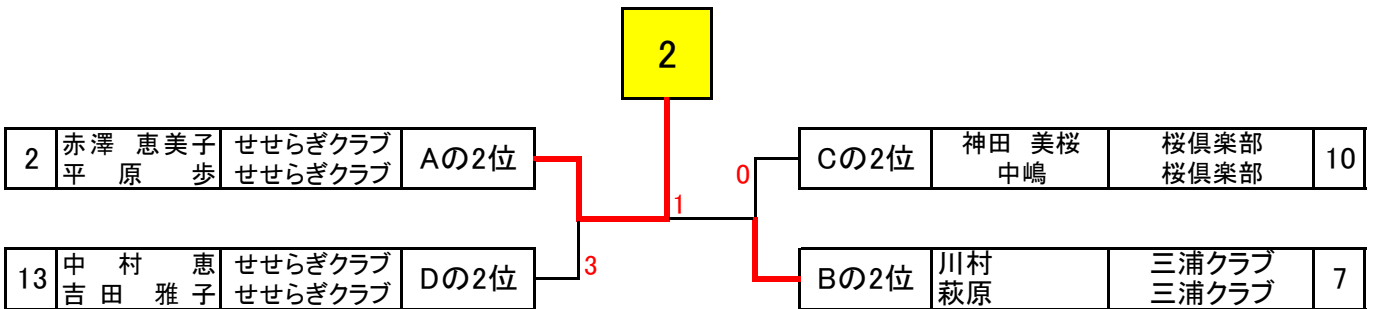 2
2 赤澤 恵美子 せせらぎクラブ Aの2位
平原 歩 せせらぎクラブ
Cの2位 神田 美桜 桜倶楽部 10
中嶋 桜倶楽部
0
1
13 中村 恵 せせらぎクラブ Dの2位
吉田 雅子 せせらぎクラブ
3
Bの2位 川村 三浦クラブ 7
萩原 三浦クラブ